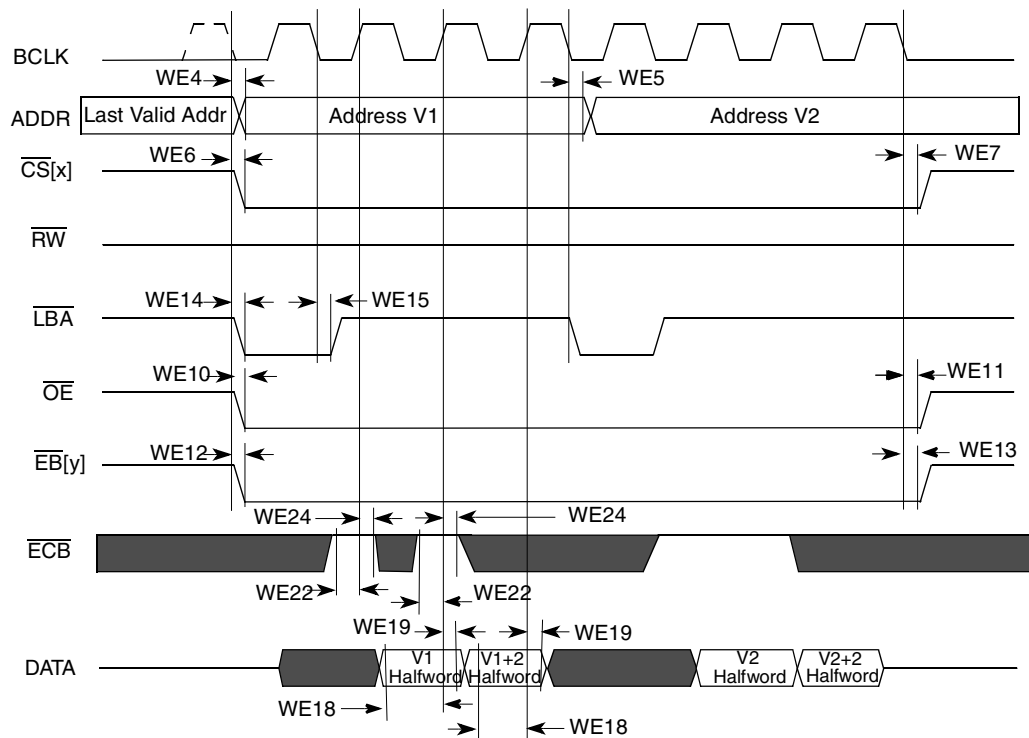 BCLK
WE4
WE5
ADDR
Last Valid Addr
Address V1
Address V2
WE6
WE7
CS[x]
RW
WE14
WE15
LBA
WE10
WE11
OE
WE12
WE13
EB[y]
WE24
WE24
ECB
WE22
WE22
WE19
WE19
DATA
V1
Halfword
V1+2
Halfword
V2
Halfword
V2+2
Halfword
WE18
WE18